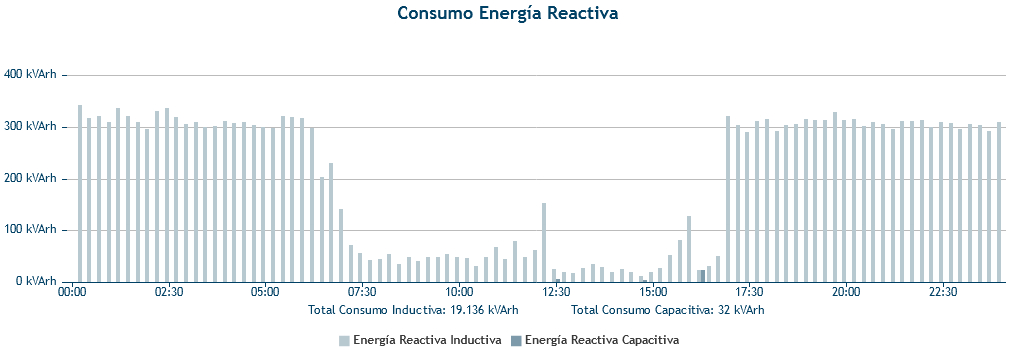 Consumo Energía Reactiva
400 kVArh
300 kVArh
200 kVArh
100 kVArh
0 kVArh
00:00 02:30 05:00 07:30 10:00 12:30 15:00 17:30 20:00 22:30
Total Consumo Inductiva: 19.136 kVArh Total Consumo Capacitiva: 32 kVArh
Energía Reactiva Inductiva Energía Reactiva Capacitiva